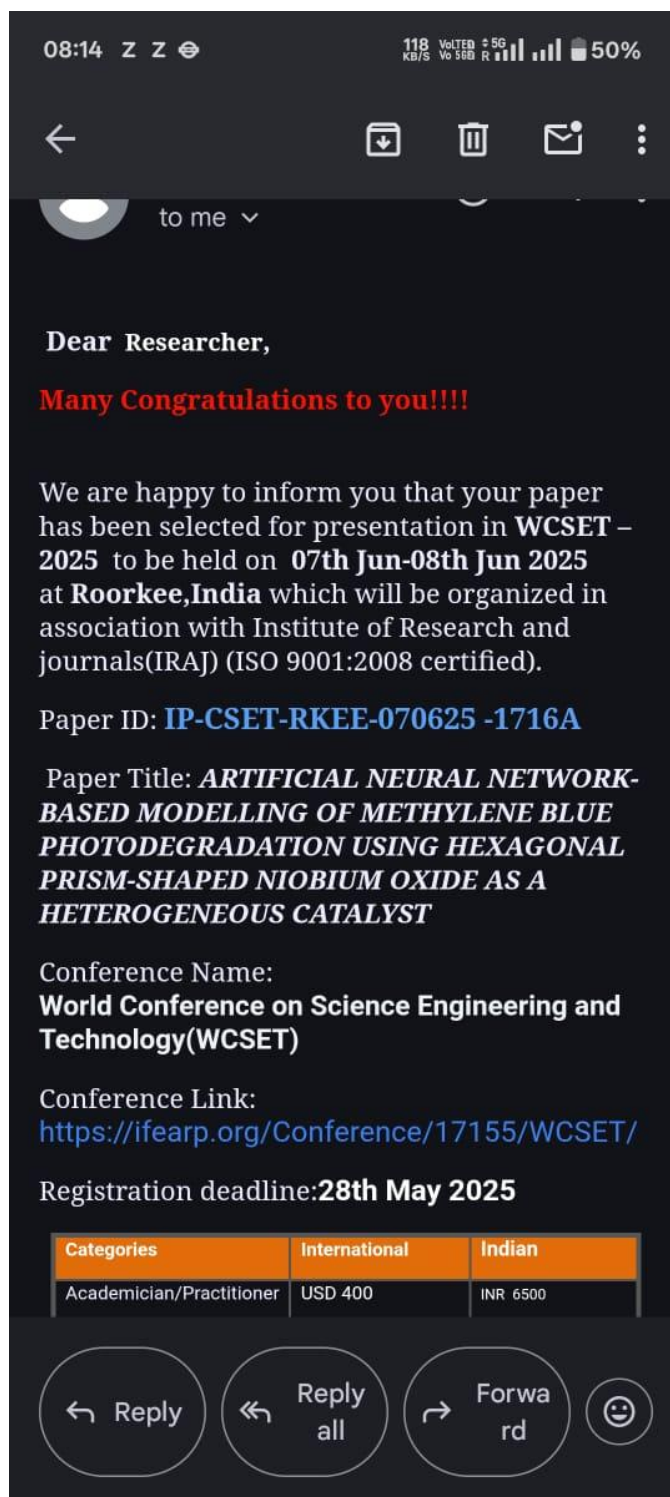 08:14 Z Z 118 KB/s VoLTED Vo 5GD 5G R 50%
to me
Dear Researcher,
Many Congratulations to you!!!!
We are happy to inform you that your paper
has been selected for presentation in WCSET –
2025 to be held on 07th Jun-08th Jun 2025
at Roorkee,India which will be organized in
association with Institute of Research and
journals(IRAJ) (ISO 9001:2008 certified).
Paper ID: IP-CSET-RKEE-070625 -1716A
Paper Title: ARTIFICIAL NEURAL NETWORK-
BASED MODELLING OF METHYLENE BLUE
PHOTODEGRADATION USING HEXAGONAL
PRISM-SHAPED NIOBIUM OXIDE AS A
HETEROGENEOUS CATALYST
Conference Name:
World Conference on Science Engineering and
Technology(WCSET)
Conference Link:
https://ifearp.org/Conference/17155/WCSET/
Registration deadline:28th May 2025
Categories International Indian
Academician/Practitioner USD 400 INR 6500
Reply Reply all Forward